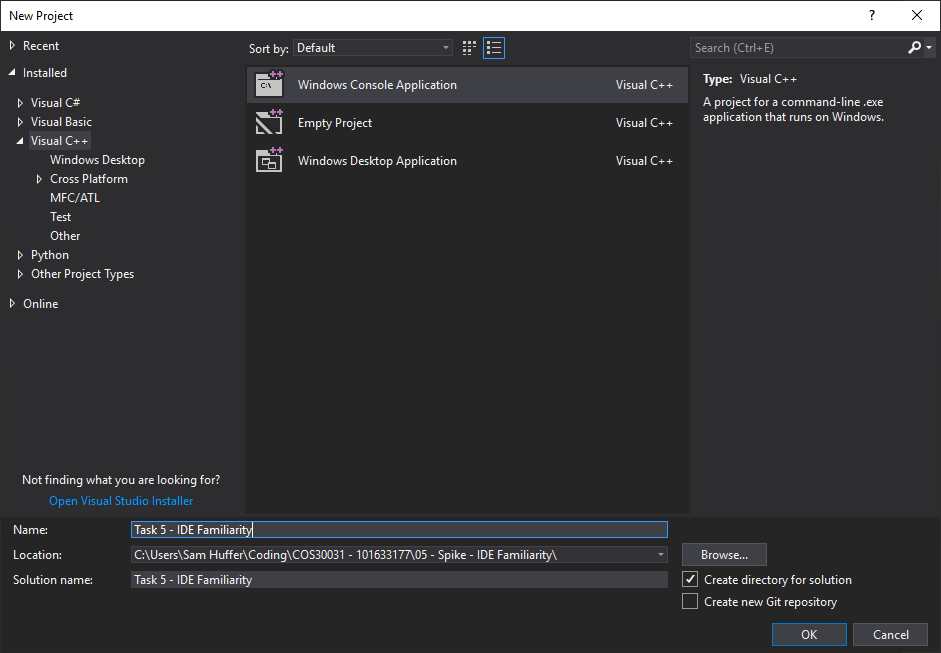 New Project
?
Recent
Installed
Visual C#
Visual Basic
Visual C++
Windows Desktop
Cross Platform
MFC/ATL
Test
Other
Python
Other Project Types
Online
Not finding what you are looking for?
Open Visual Studio Installer
Sort by: Default
Windows Console Application Visual C++
Empty Project Visual C++
Windows Desktop Application Visual C++
Search (Ctrl+E)
Type: Visual C++
A project for a command-line .exe
application that runs on Windows.
Name: Task 5 - IDE Familiarity
Location: C:\Users\Sam Huffer\Coding\COS30031 - 101633177\05 - Spike - IDE Familiarity\
Browse...
Solution name: Task 5 - IDE Familiarity
Create directory for solution
Create new Git repository
OK Cancel